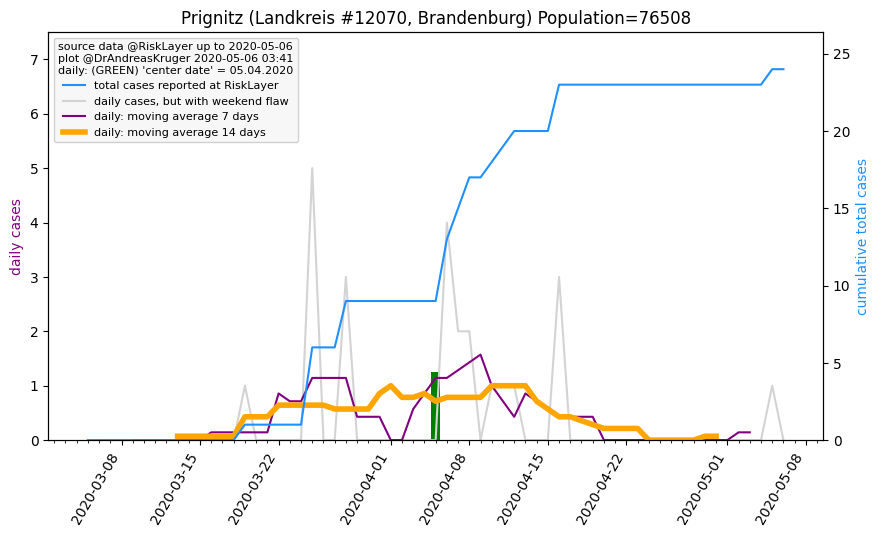 Prignitz (Landkreis #12070, Brandenburg) Population=76508
source data @RiskLayer up to 2020-05-06
plot @DrAndreasKruger 2020-05-06 03:41
daily: (GREEN) 'center date' = 05.04.2020
total cases reported at RiskLayer
daily cases, but with weekend flaw
daily: moving average 7 days
daily: moving average 14 days
daily cases
7
6
5
4
3
2
1
0
25
20
15
10
5
0
cumulative total cases
2020-03-08
2020-03-15
2020-03-22
2020-04-01
2020-04-08
2020-04-15
2020-04-22
2020-05-01
2020-05-08